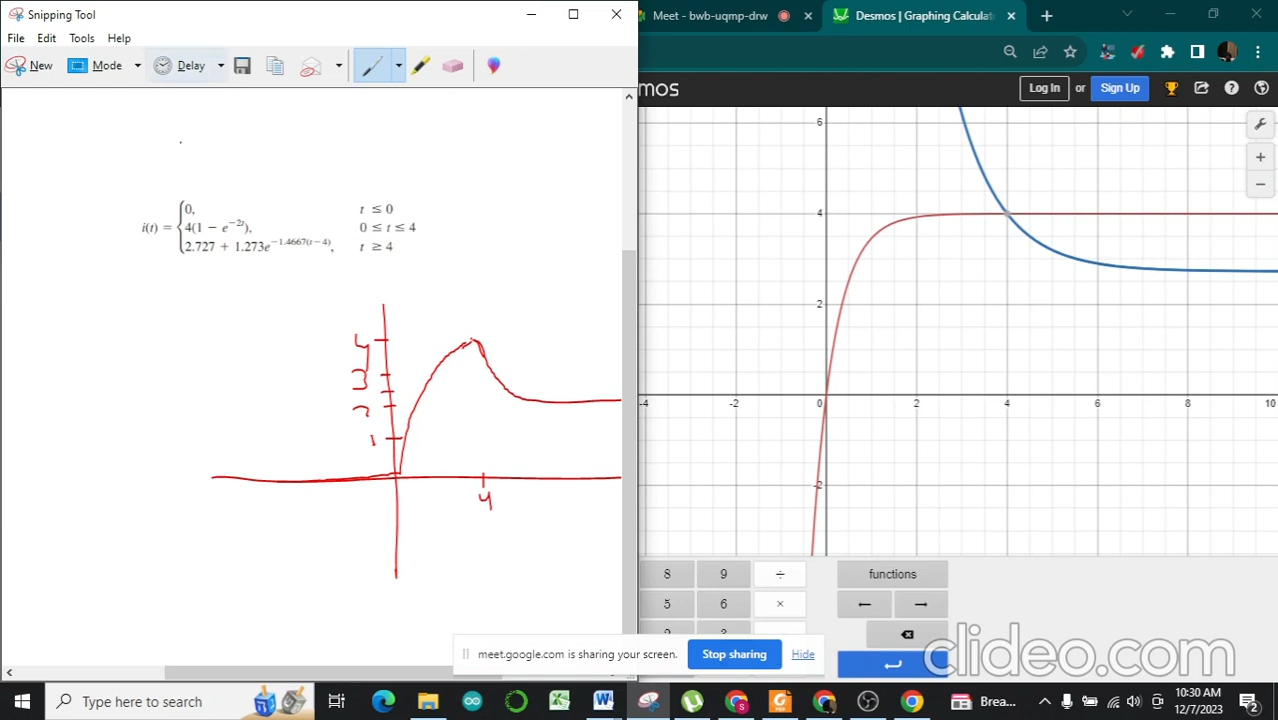 Snipping Tool
Meet - bwb-uqmp-drw
Desmos | Graphing Calculat
File Edit Tools Help
New Mode Delay
mos
Log In or Sign Up
i(t) = {0, t ≤ 0
4(1 − e^{−2t}), 0 ≤ t ≤ 4
2.727 + 1.273e^{−1.4667(t−4)}, t ≥ 4
4
3
2
1
4
6
4
2
-4 -2 0 2 4 6 8 10
-2
8 9 ÷ functions
5 6 × ← →
meet.google.com is sharing your screen. Stop sharing Hide
clideo.com
Type here to search
Brea...
10:30 AM
12/7/2023
2